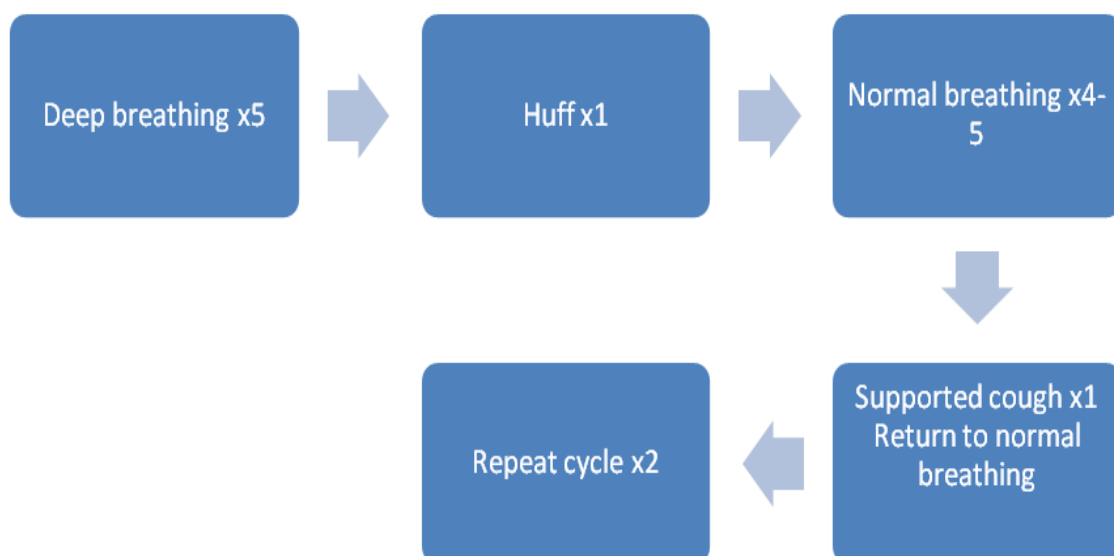 Deep breathing x5
Huff x1
Normal breathing x4-
5
Supported cough x1
Return to normal
breathing
Repeat cycle x2